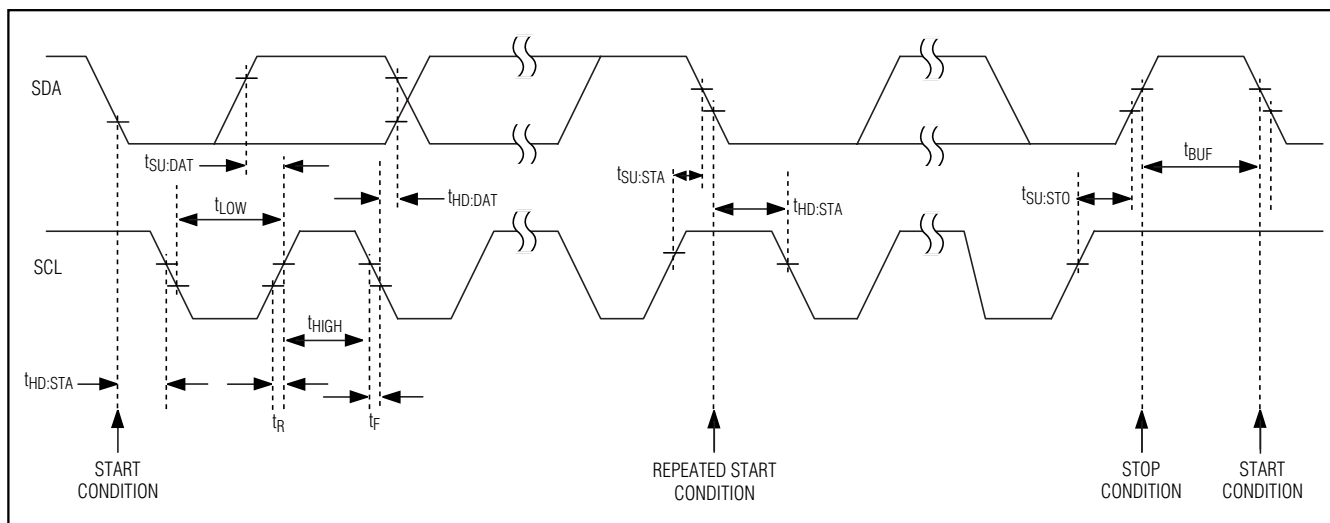 SDA
tSU:DAT
tLOW
tHD:DAT
tSU:STA
tHD:STA
tSU:STO
tBUF
SCL
tHIGH
tHD:STA
tR
tF
START
CONDITION
REPEATED START
CONDITION
STOP
CONDITION
START
CONDITION